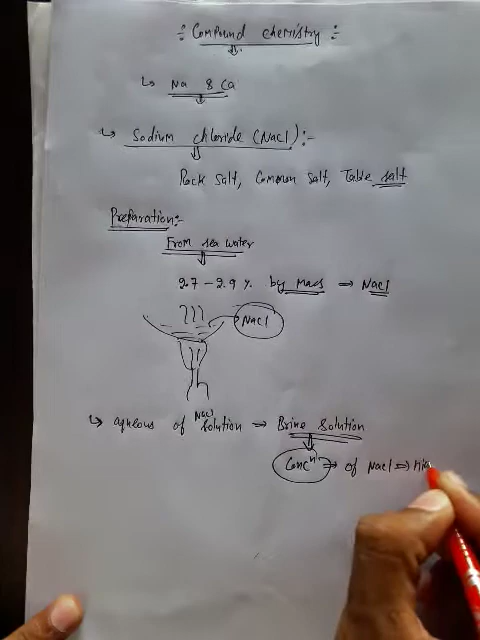 ÷ Compound chemistry ÷
↳ Na & Ca
↳ Sodium chloride (NaCl) :-
Rock salt, Common salt, Table salt
Preparation:-
From sea water
2.7 - 2.9 % by mass ⇒ NaCl
NaCl
↳ aqueous of NaCl solution ⇒ Brine solution
Concⁿ → of NaCl ⇒